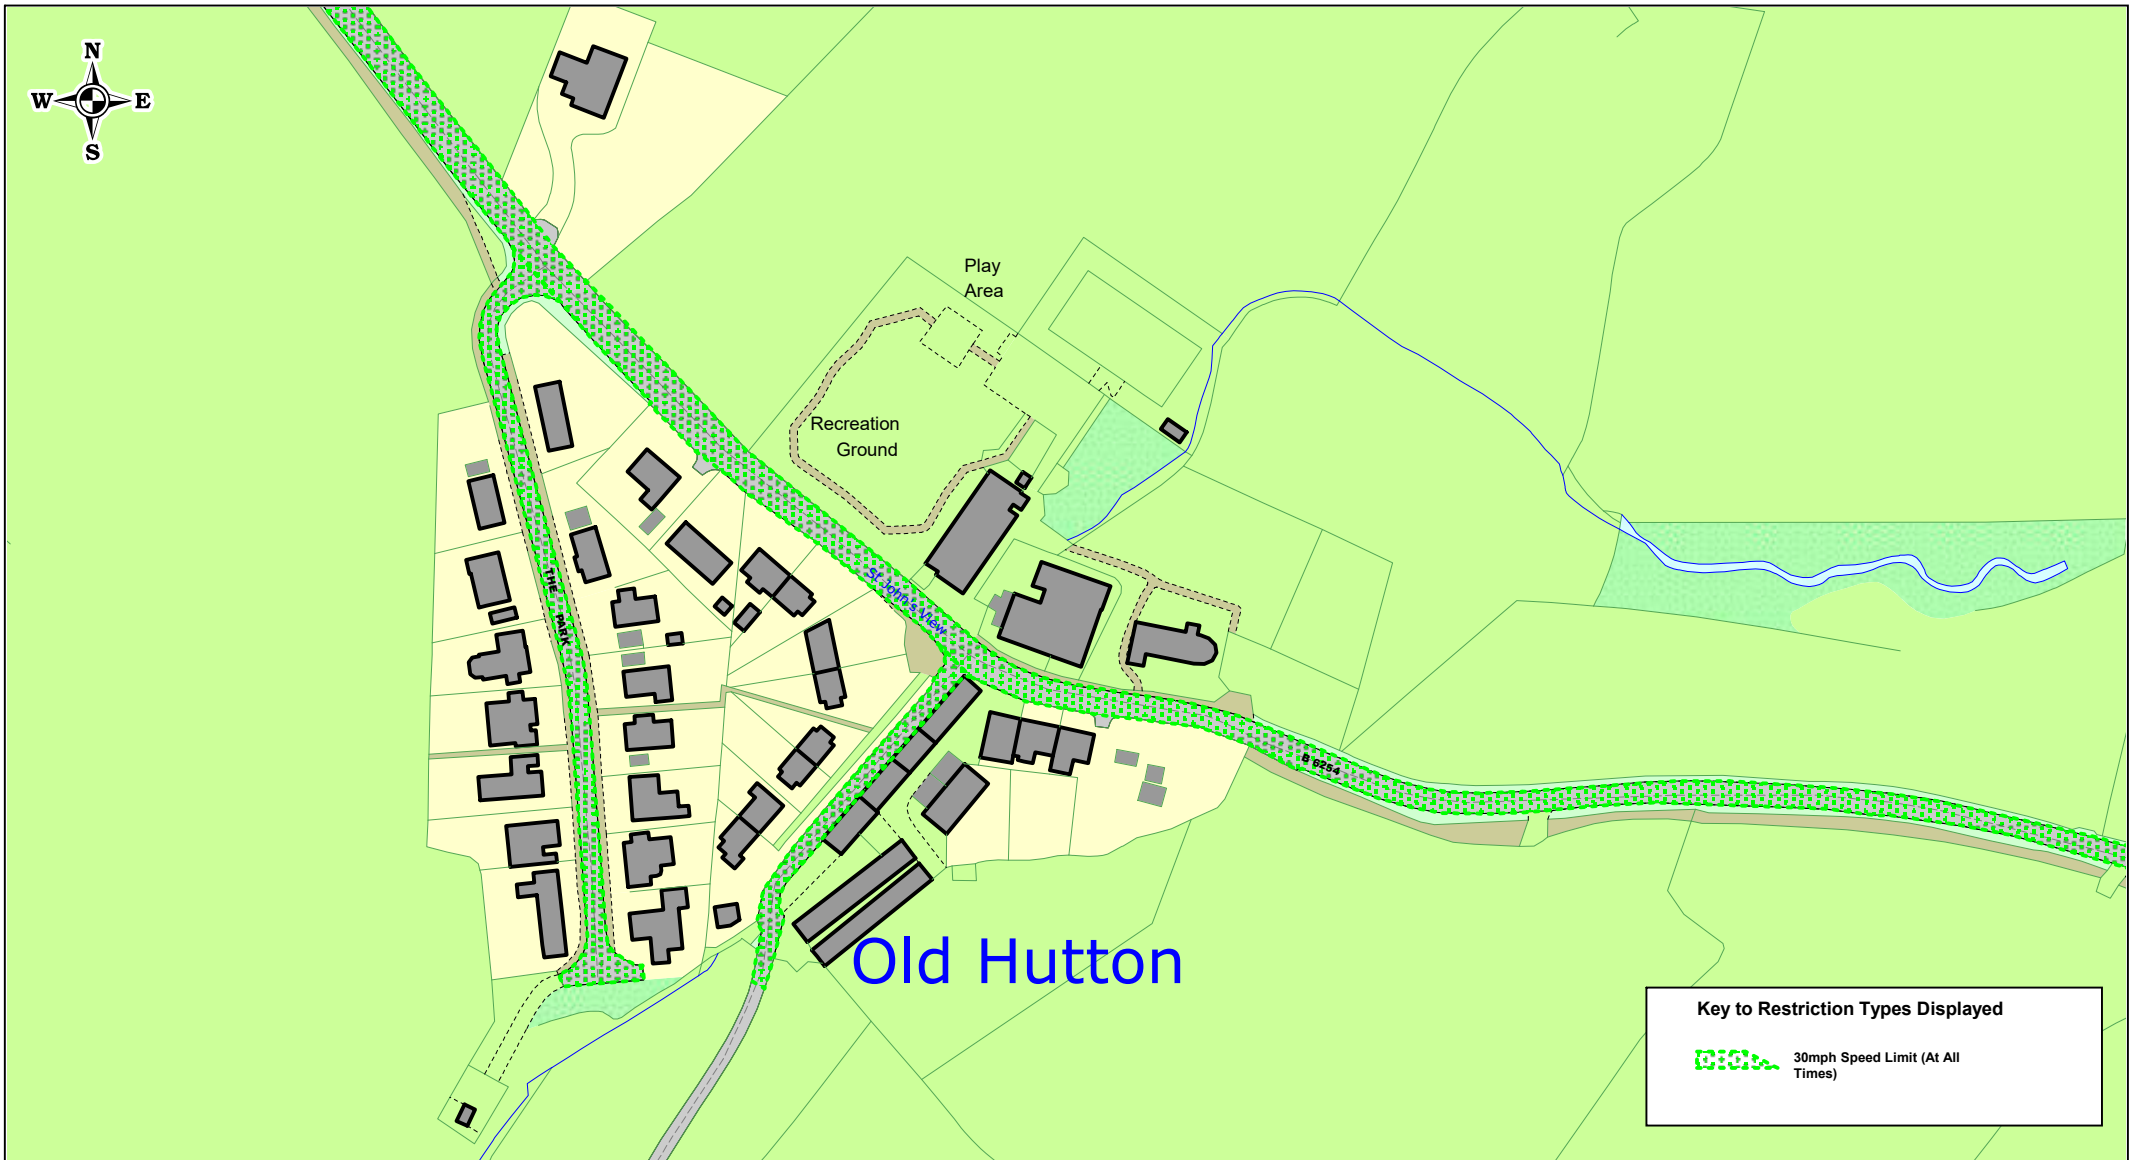 N
W E
S
Play
Area
Recreation
Ground
St John's View
THE PARK
B 6254
Old Hutton
Key to Restriction Types Displayed
30mph Speed Limit (At All
Times)